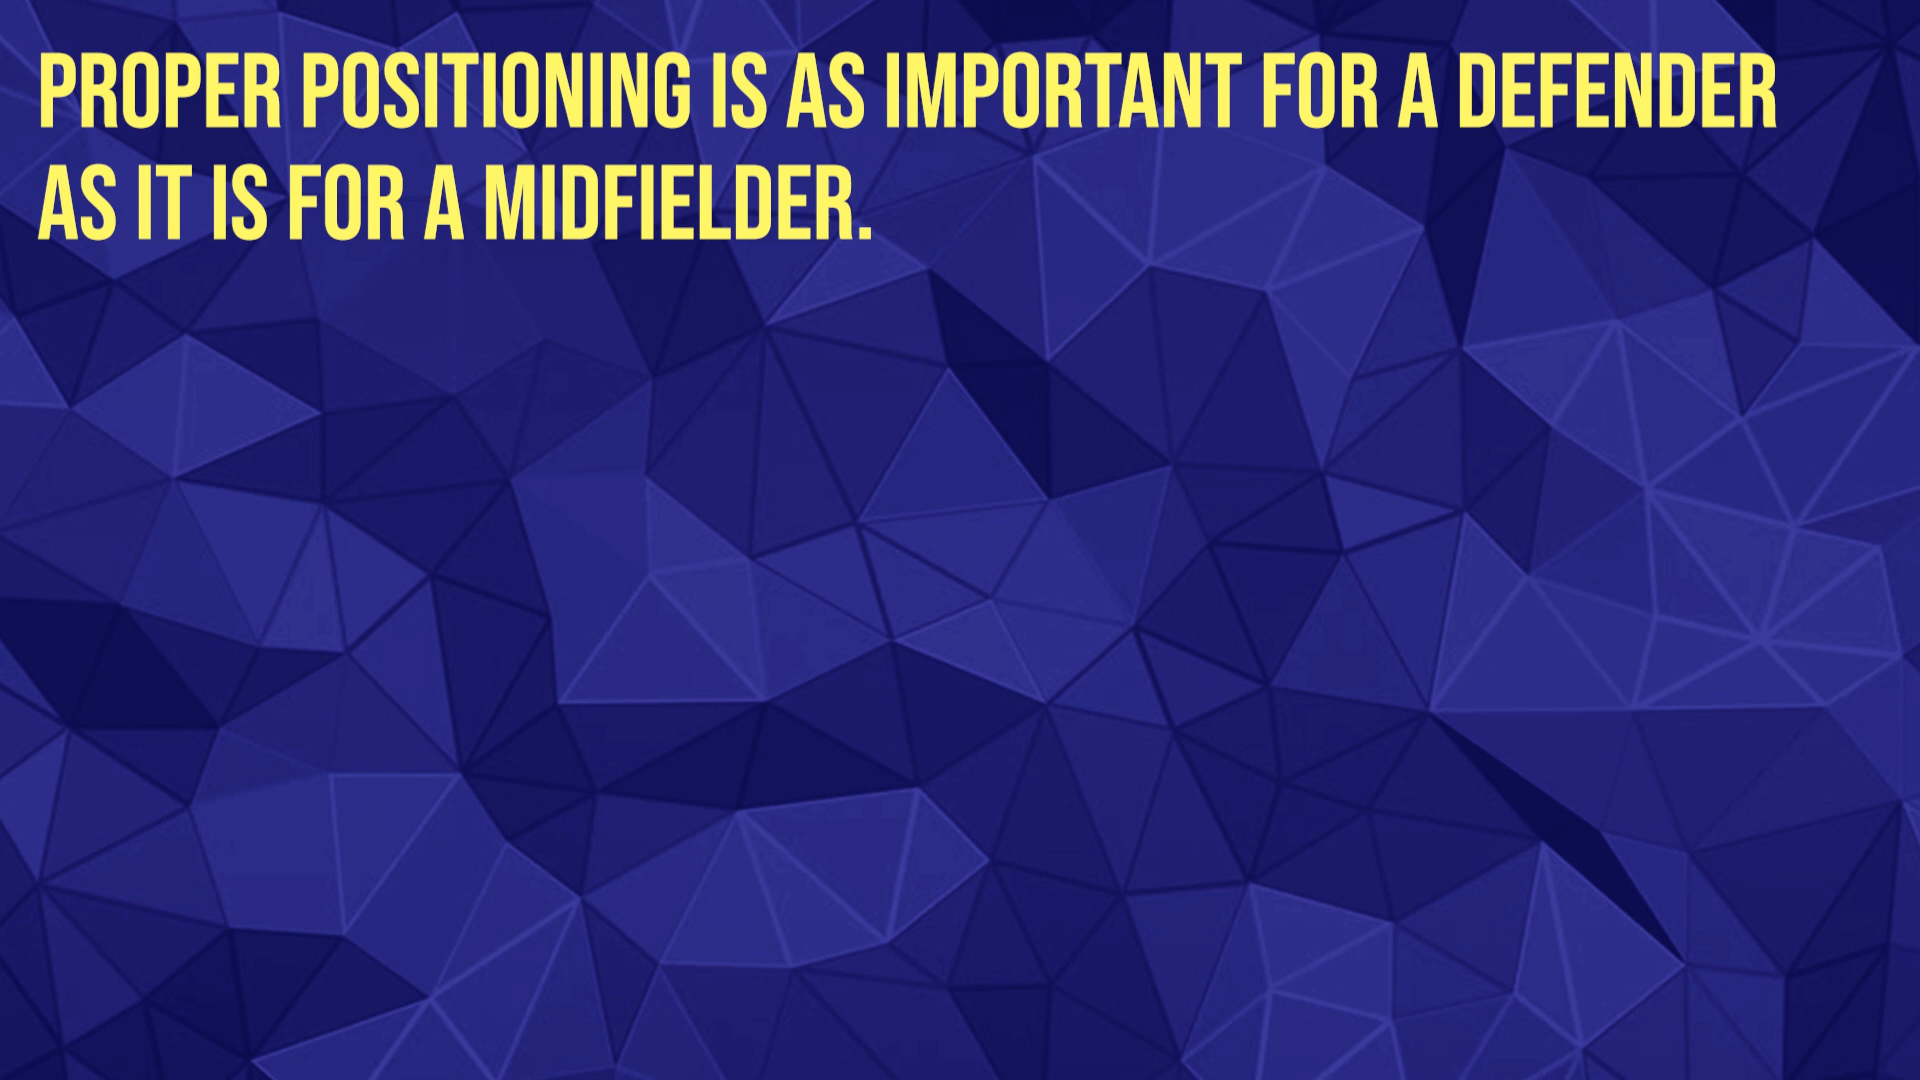 PROPER POSITIONING IS AS IMPORTANT FOR A DEFENDER
AS IT IS FOR A MIDFIELDER.